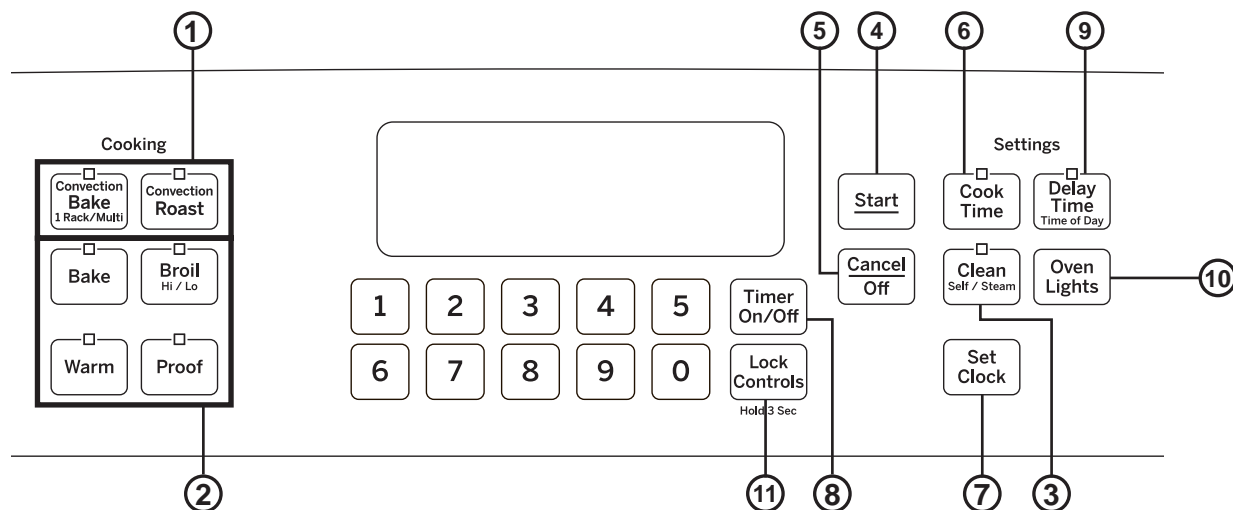 1
5
4
6
9
Cooking
Settings
Convection
Bake
1 Rack/Multi
Convection
Roast
Start
Cook
Time
Delay
Time
Time of Day
Bake
Broil
Hi / Lo
Cancel
Off
Clean
Self / Steam
Oven
Lights
10
1
2
3
4
5
Timer
On/Off
Warm
Proof
6
7
8
9
0
Lock
Controls
Hold 3 Sec
Set
Clock
2
11
8
7
3